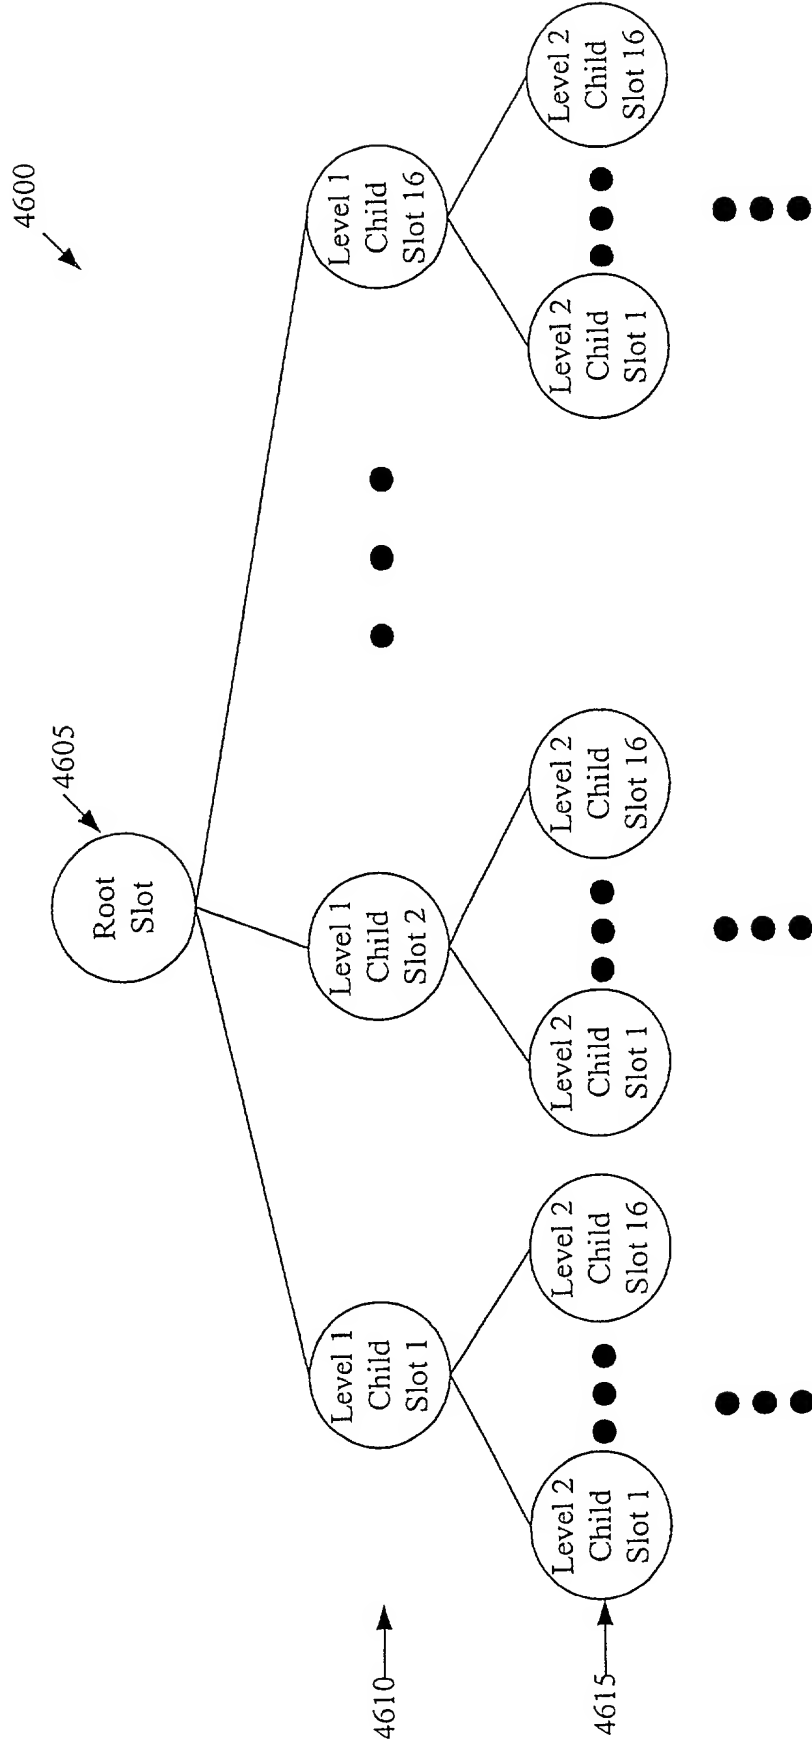 4600
4605
Root
Slot
4610
Level 1
Child
Slot 1
Level 1
Child
Slot 2
Level 1
Child
Slot 16
4615
Level 2
Child
Slot 1
Level 2
Child
Slot 16
Level 2
Child
Slot 1
Level 2
Child
Slot 16
Level 2
Child
Slot 1
Level 2
Child
Slot 16